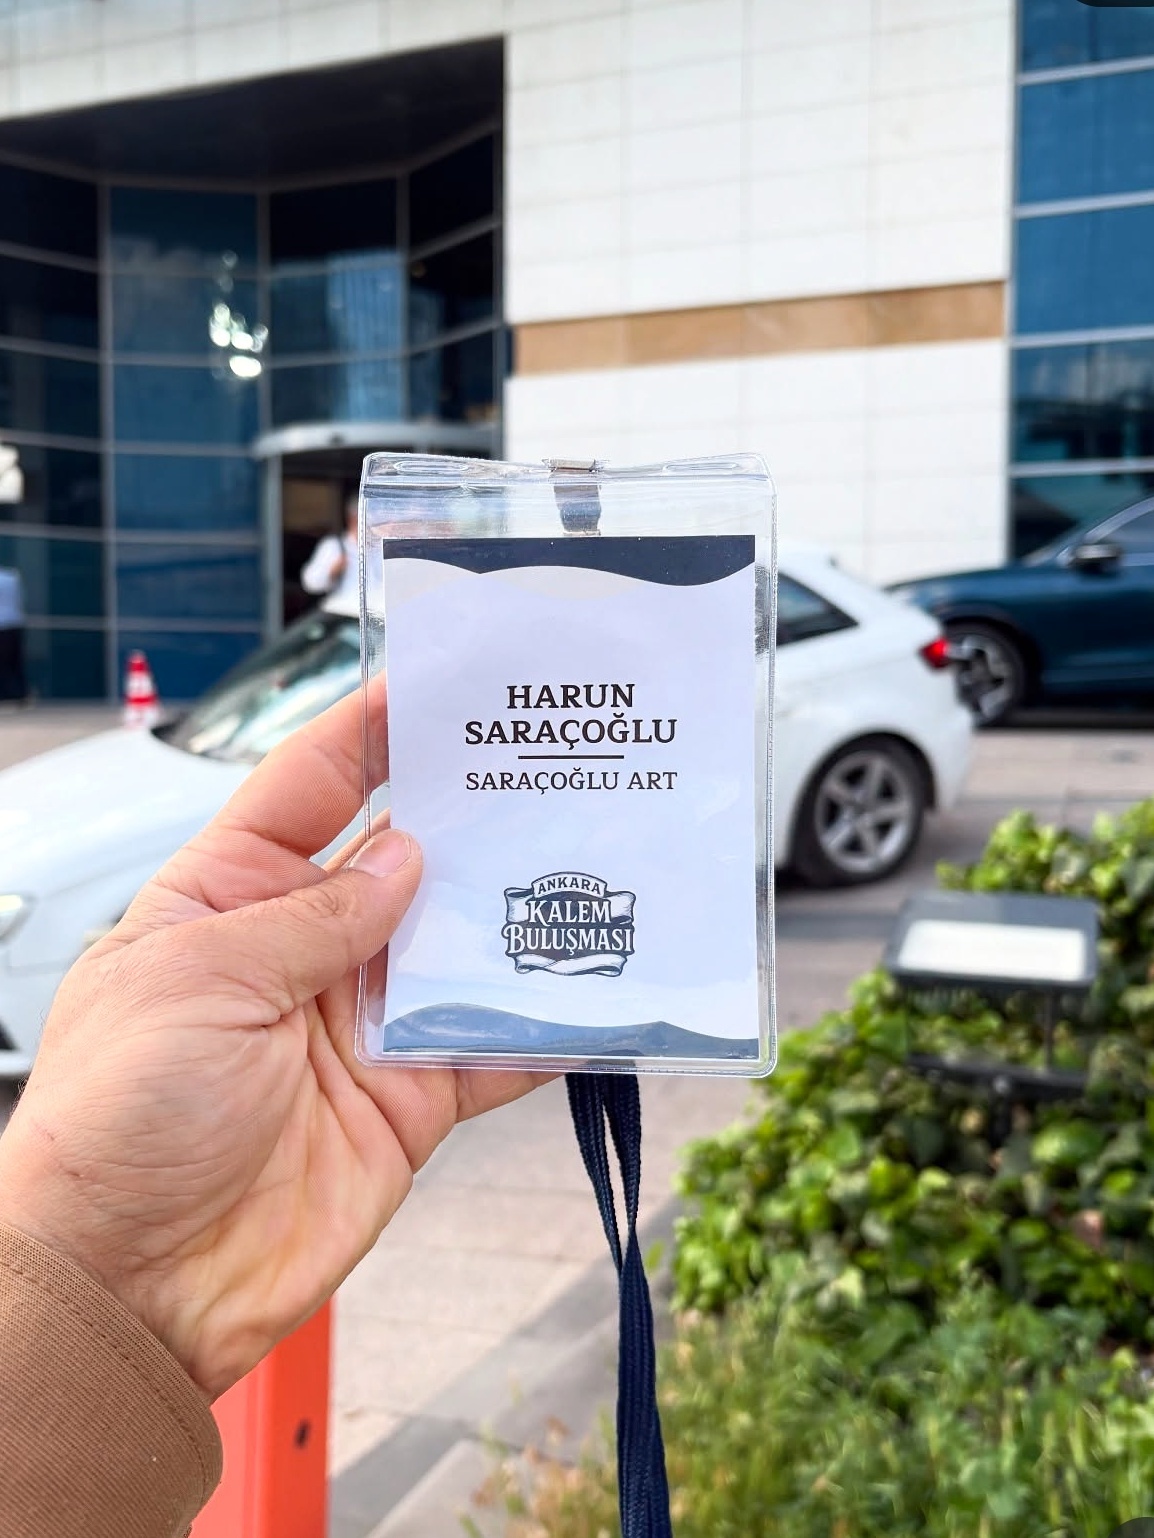 HARUN
SARAÇOĞLU
SARAÇOĞLU ART
ANKARA
KALEM
BULUŞMASI